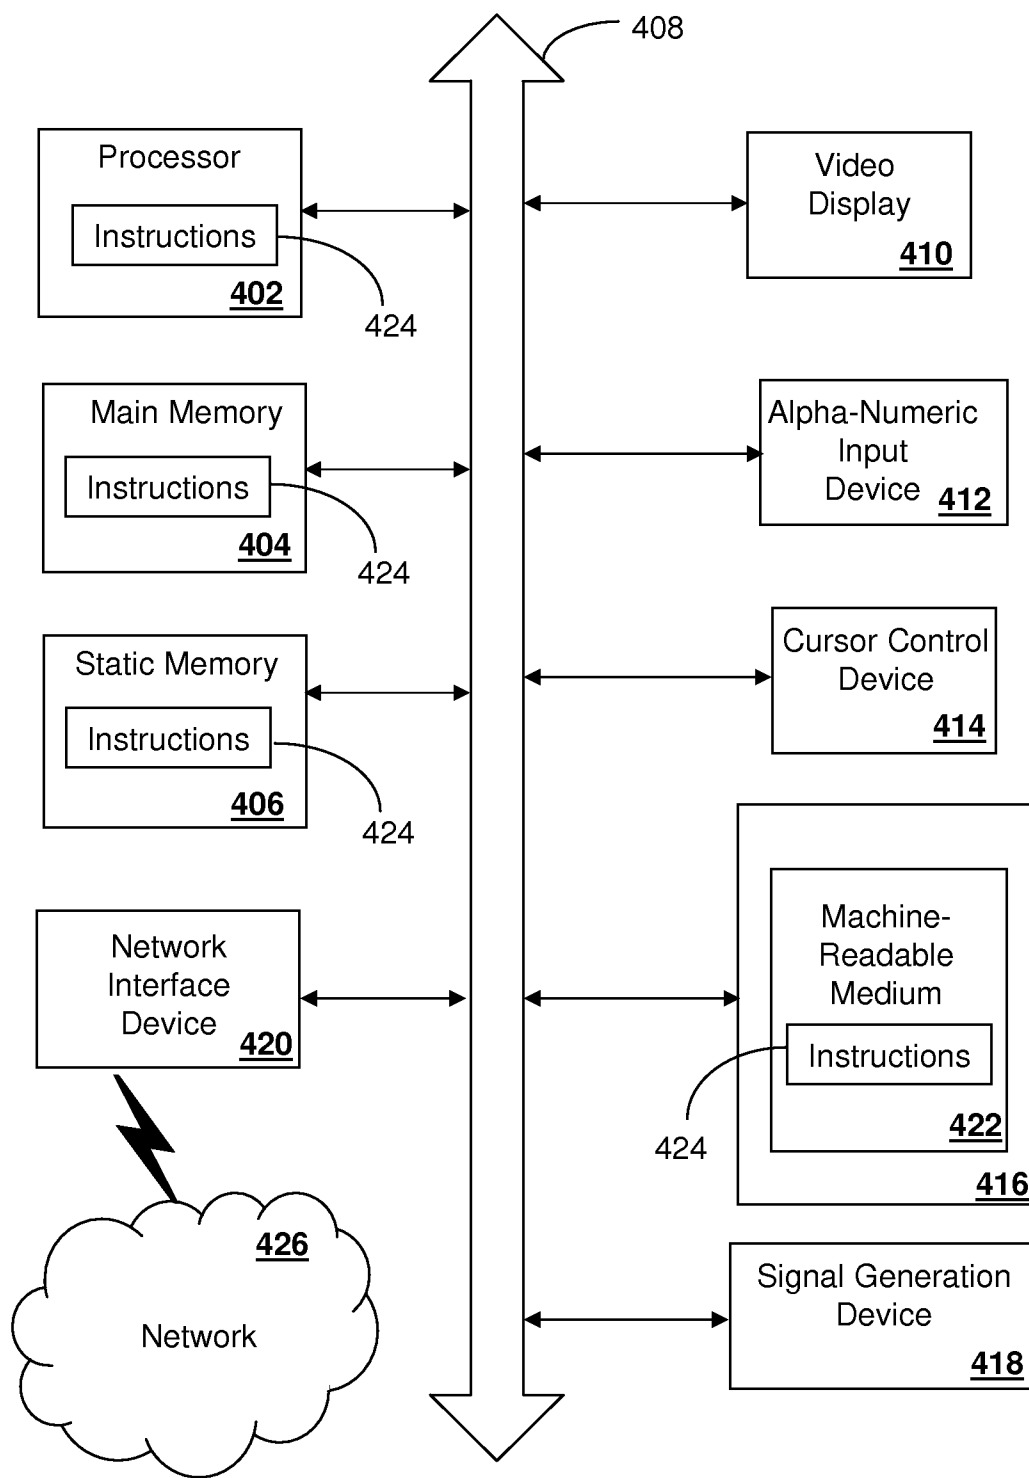 408
Processor
Instructions
402
424
Main Memory
Instructions
404
424
Static Memory
Instructions
406
424
Network
Interface
Device
420
426
Network
Video
Display
410
Alpha-Numeric
Input
Device
412
Cursor Control
Device
414
Machine-
Readable
Medium
Instructions
424
422
416
Signal Generation
Device
418